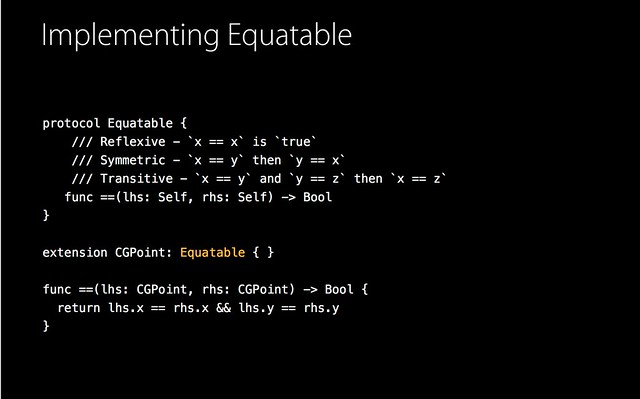 Implementing Equatable
protocol Equatable {
/// Reflexive - `x == x` is `true`
/// Symmetric - `x == y` then `y == x`
/// Transitive - `x == y` and `y == z` then `x == z`
func ==(lhs: Self, rhs: Self) -> Bool
}
extension CGPoint: Equatable { }
func ==(lhs: CGPoint, rhs: CGPoint) -> Bool {
return lhs.x == rhs.x && lhs.y == rhs.y
}